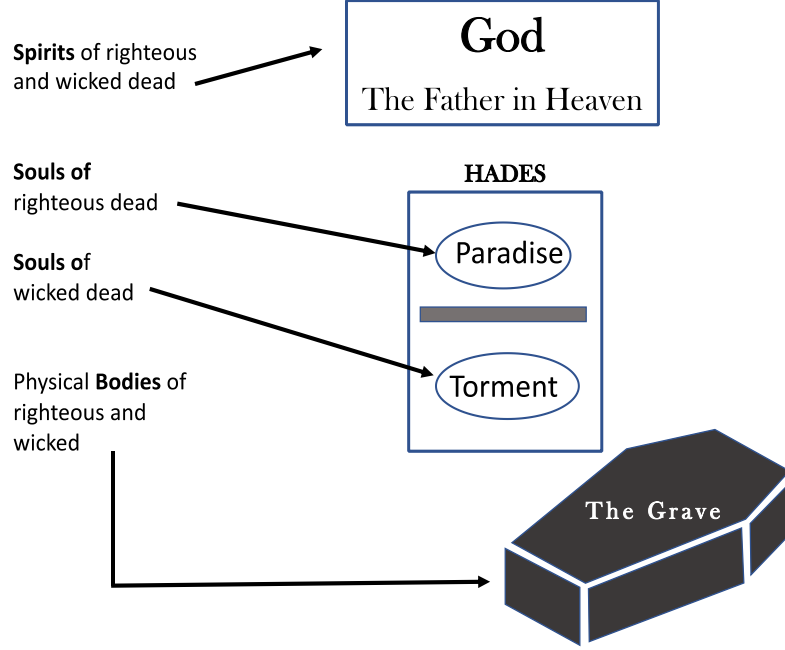 Spirits of righteous
and wicked dead
God
The Father in Heaven
Souls of
righteous dead
HADES
Paradise
Souls of
wicked dead
Torment
Physical Bodies of
righteous and
wicked
The Grave